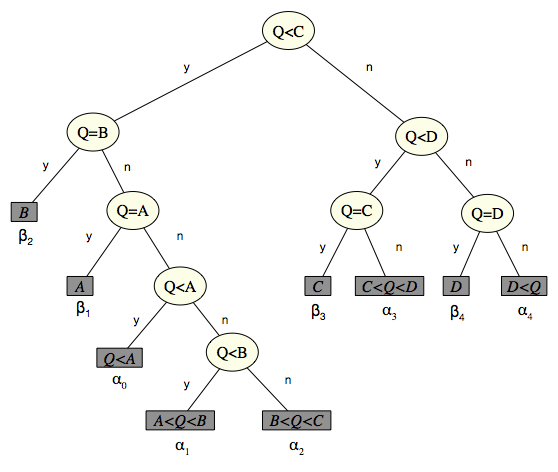 Q<C
y n
Q=B Q<D
y n y n
B Q=A Q=C Q=D
β₂ y n y n y n
A Q<A C C<Q<D D D<Q
β₁ β₃ α₃ β₄ α₄
y n
Q<A Q<B
α₀ y n
A<Q<B B<Q<C
α₁ α₂